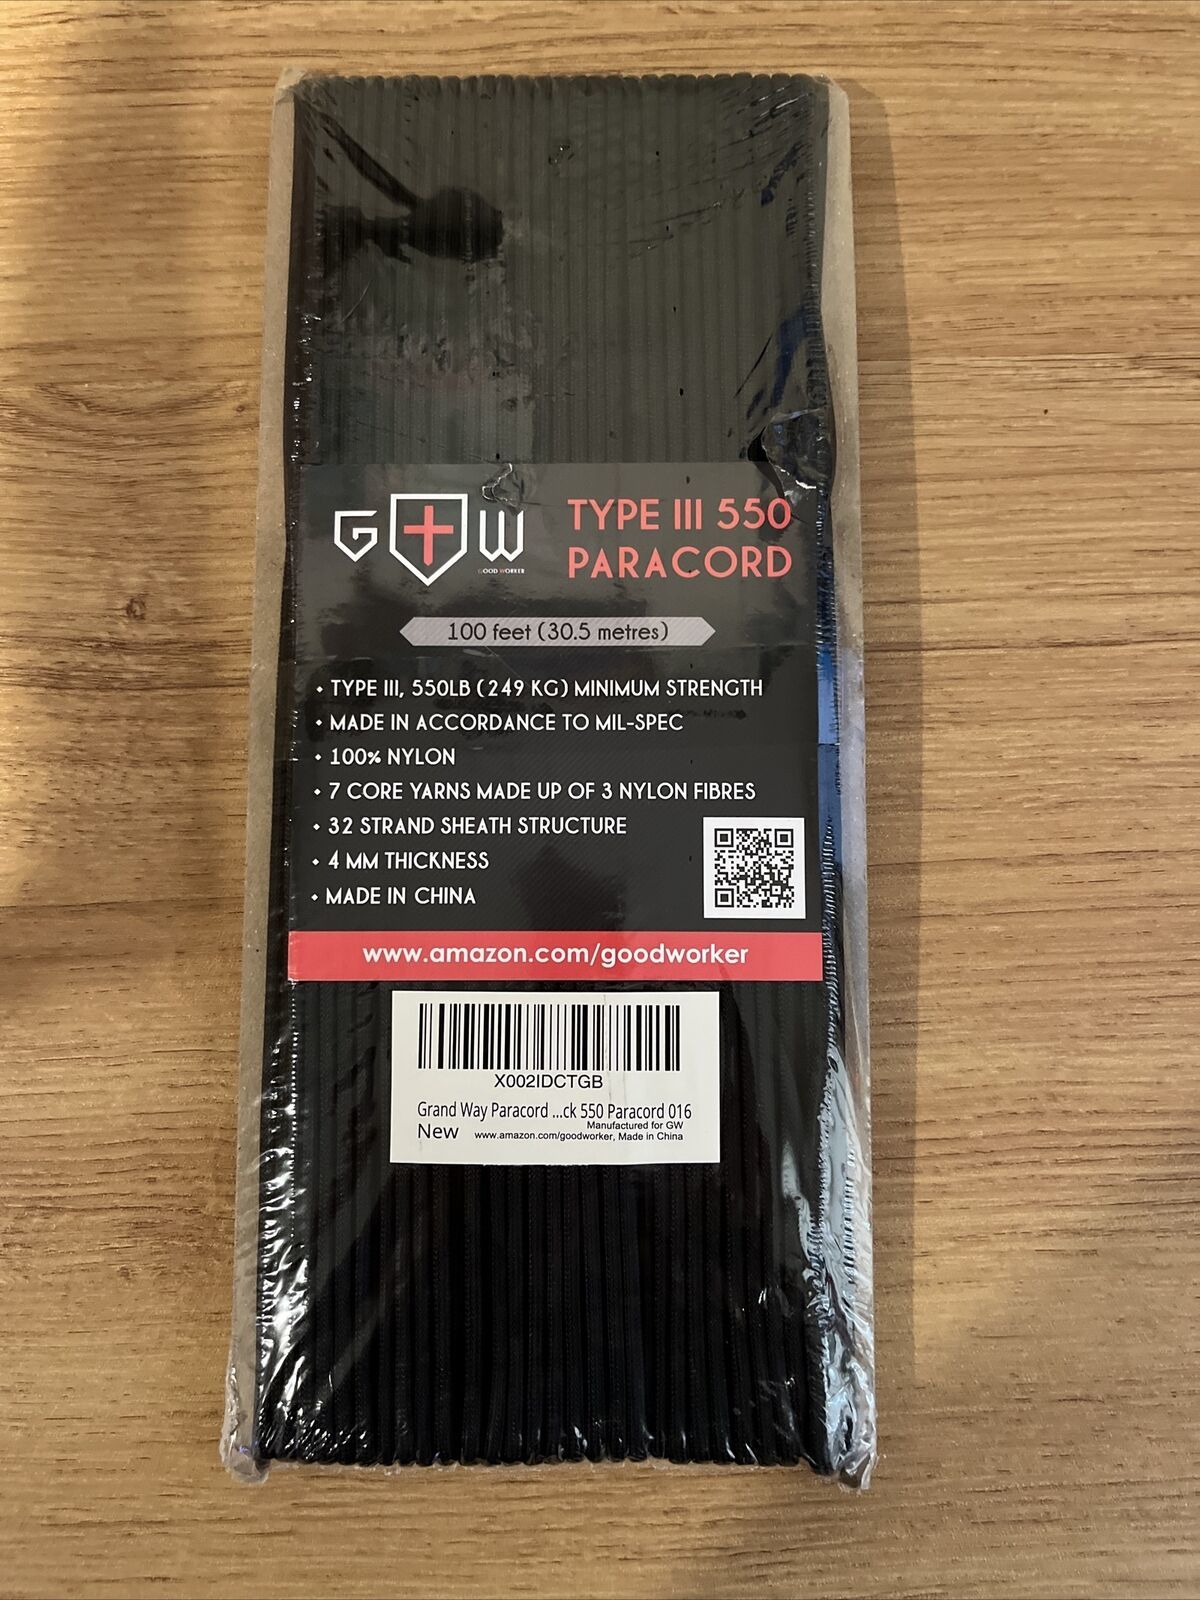 G W
GOOD WORKER
TYPE III 550
PARACORD
100 feet (30.5 metres)
• TYPE III, 550LB (249 KG) MINIMUM STRENGTH
• MADE IN ACCORDANCE TO MIL-SPEC
• 100% NYLON
• 7 CORE YARNS MADE UP OF 3 NYLON FIBRES
• 32 STRAND SHEATH STRUCTURE
• 4 MM THICKNESS
• MADE IN CHINA
www.amazon.com/goodworker
X002IDCTGB
Grand Way Paracord ...ck 550 Paracord 016
New
Manufactured for GW
www.amazon.com/goodworker, Made in China